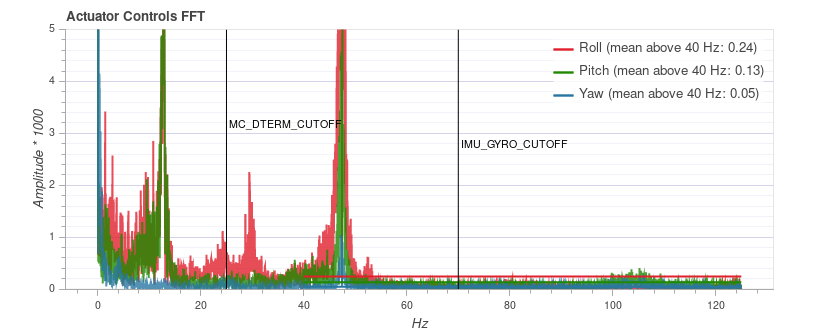 Actuator Controls FFT
Roll (mean above 40 Hz: 0.24)
Pitch (mean above 40 Hz: 0.13)
Yaw (mean above 40 Hz: 0.05)
MC_DTERM_CUTOFF
IMU_GYRO_CUTOFF
Amplitude * 1000
5
4
3
2
1
0
0 20 40 60 80 100 120
Hz